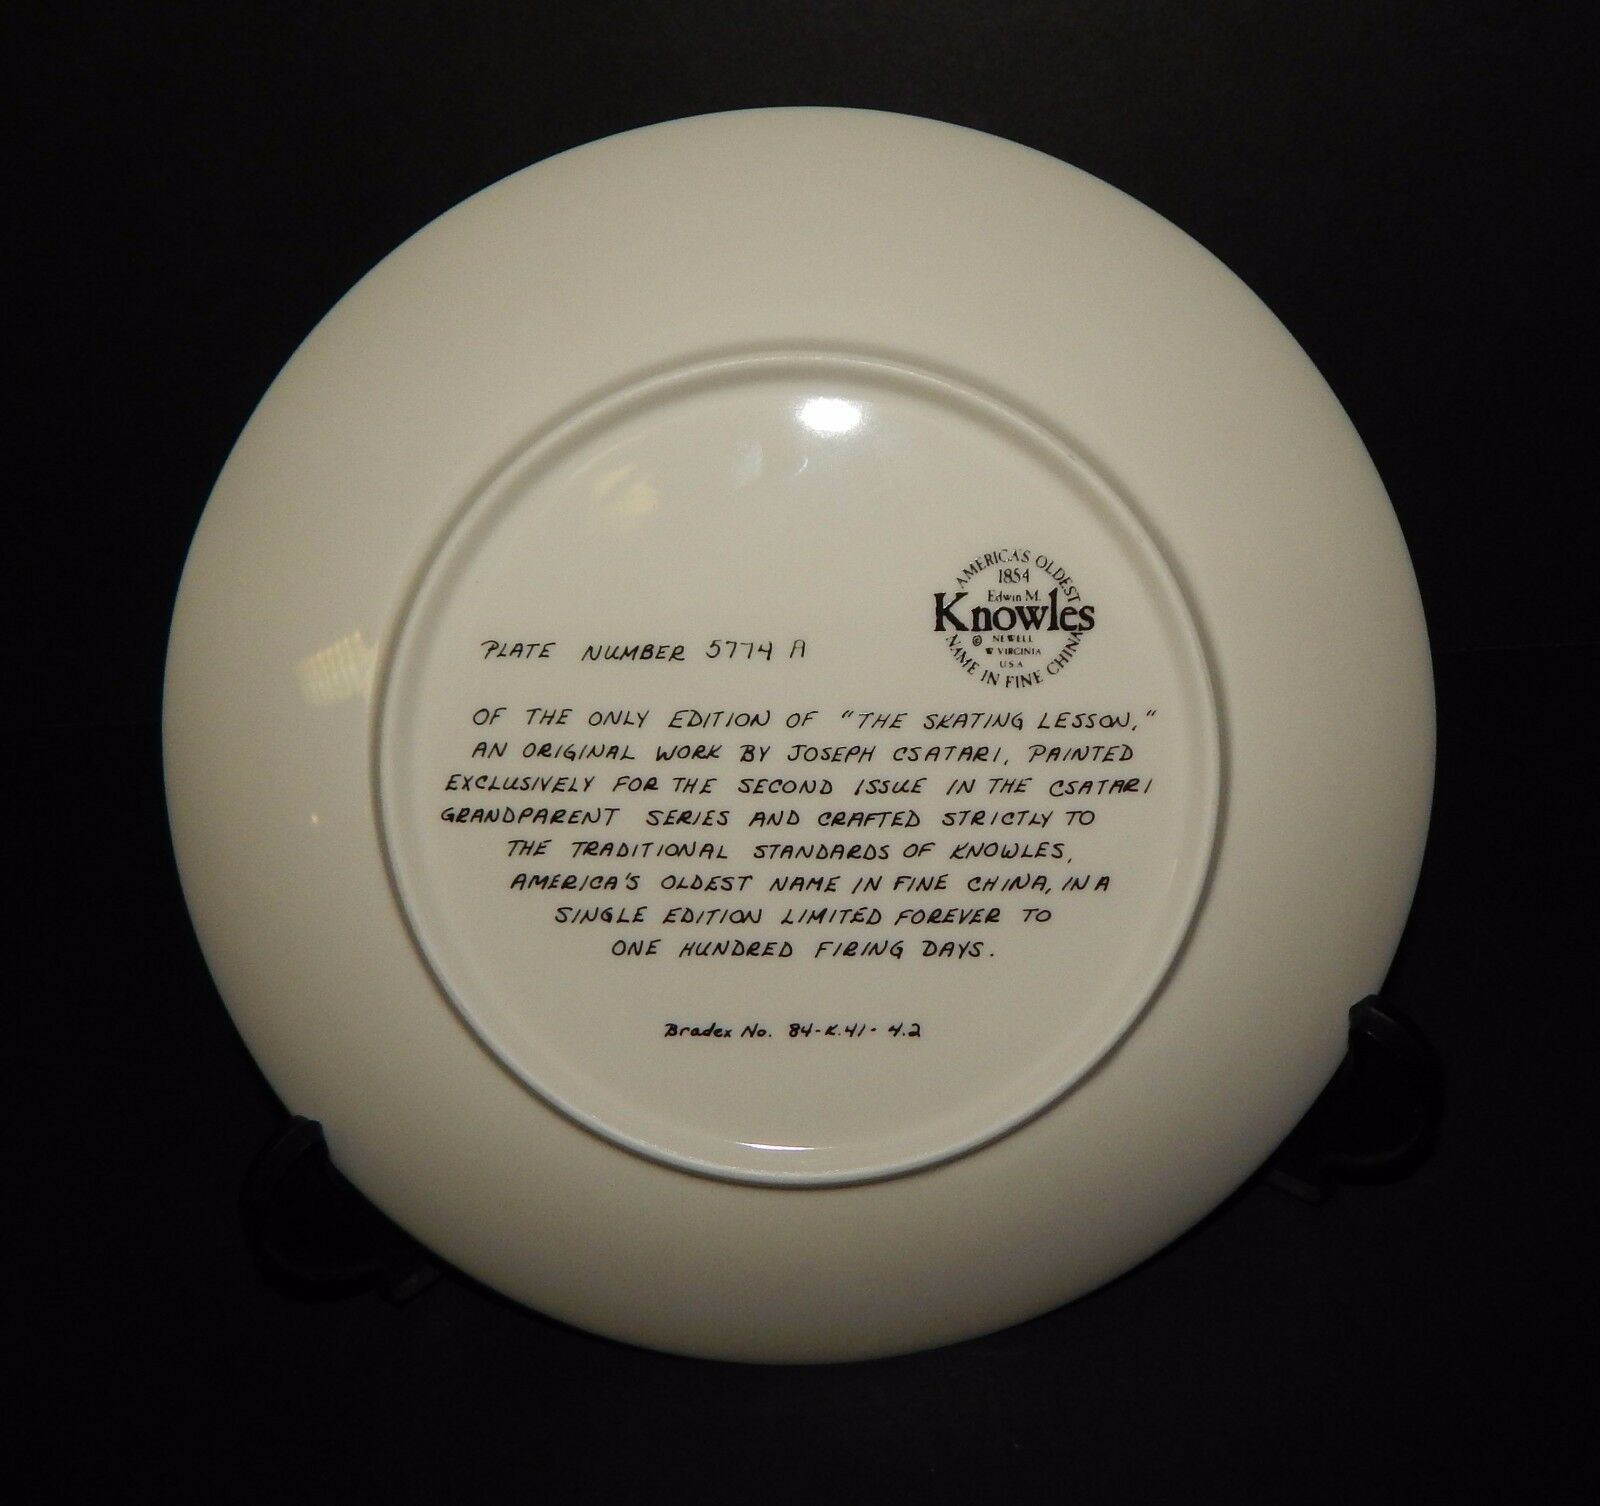 AMERICA'S OLDEST
1854
Edwin M.
Knowles
© NEWELL
W VIRGINIA
U S A
NAME IN FINE CHINA
PLATE NUMBER 5774 A
OF THE ONLY EDITION OF "THE SKATING LESSON,"
AN ORIGINAL WORK BY JOSEPH CSATARI, PAINTED
EXCLUSIVELY FOR THE SECOND ISSUE IN THE CSATARI
GRANDPARENT SERIES AND CRAFTED STRICTLY TO
THE TRADITIONAL STANDARDS OF KNOWLES,
AMERICA'S OLDEST NAME IN FINE CHINA, IN A
SINGLE EDITION LIMITED FOREVER TO
ONE HUNDRED FIRING DAYS.
Bradex No. 84-K.41-4.2